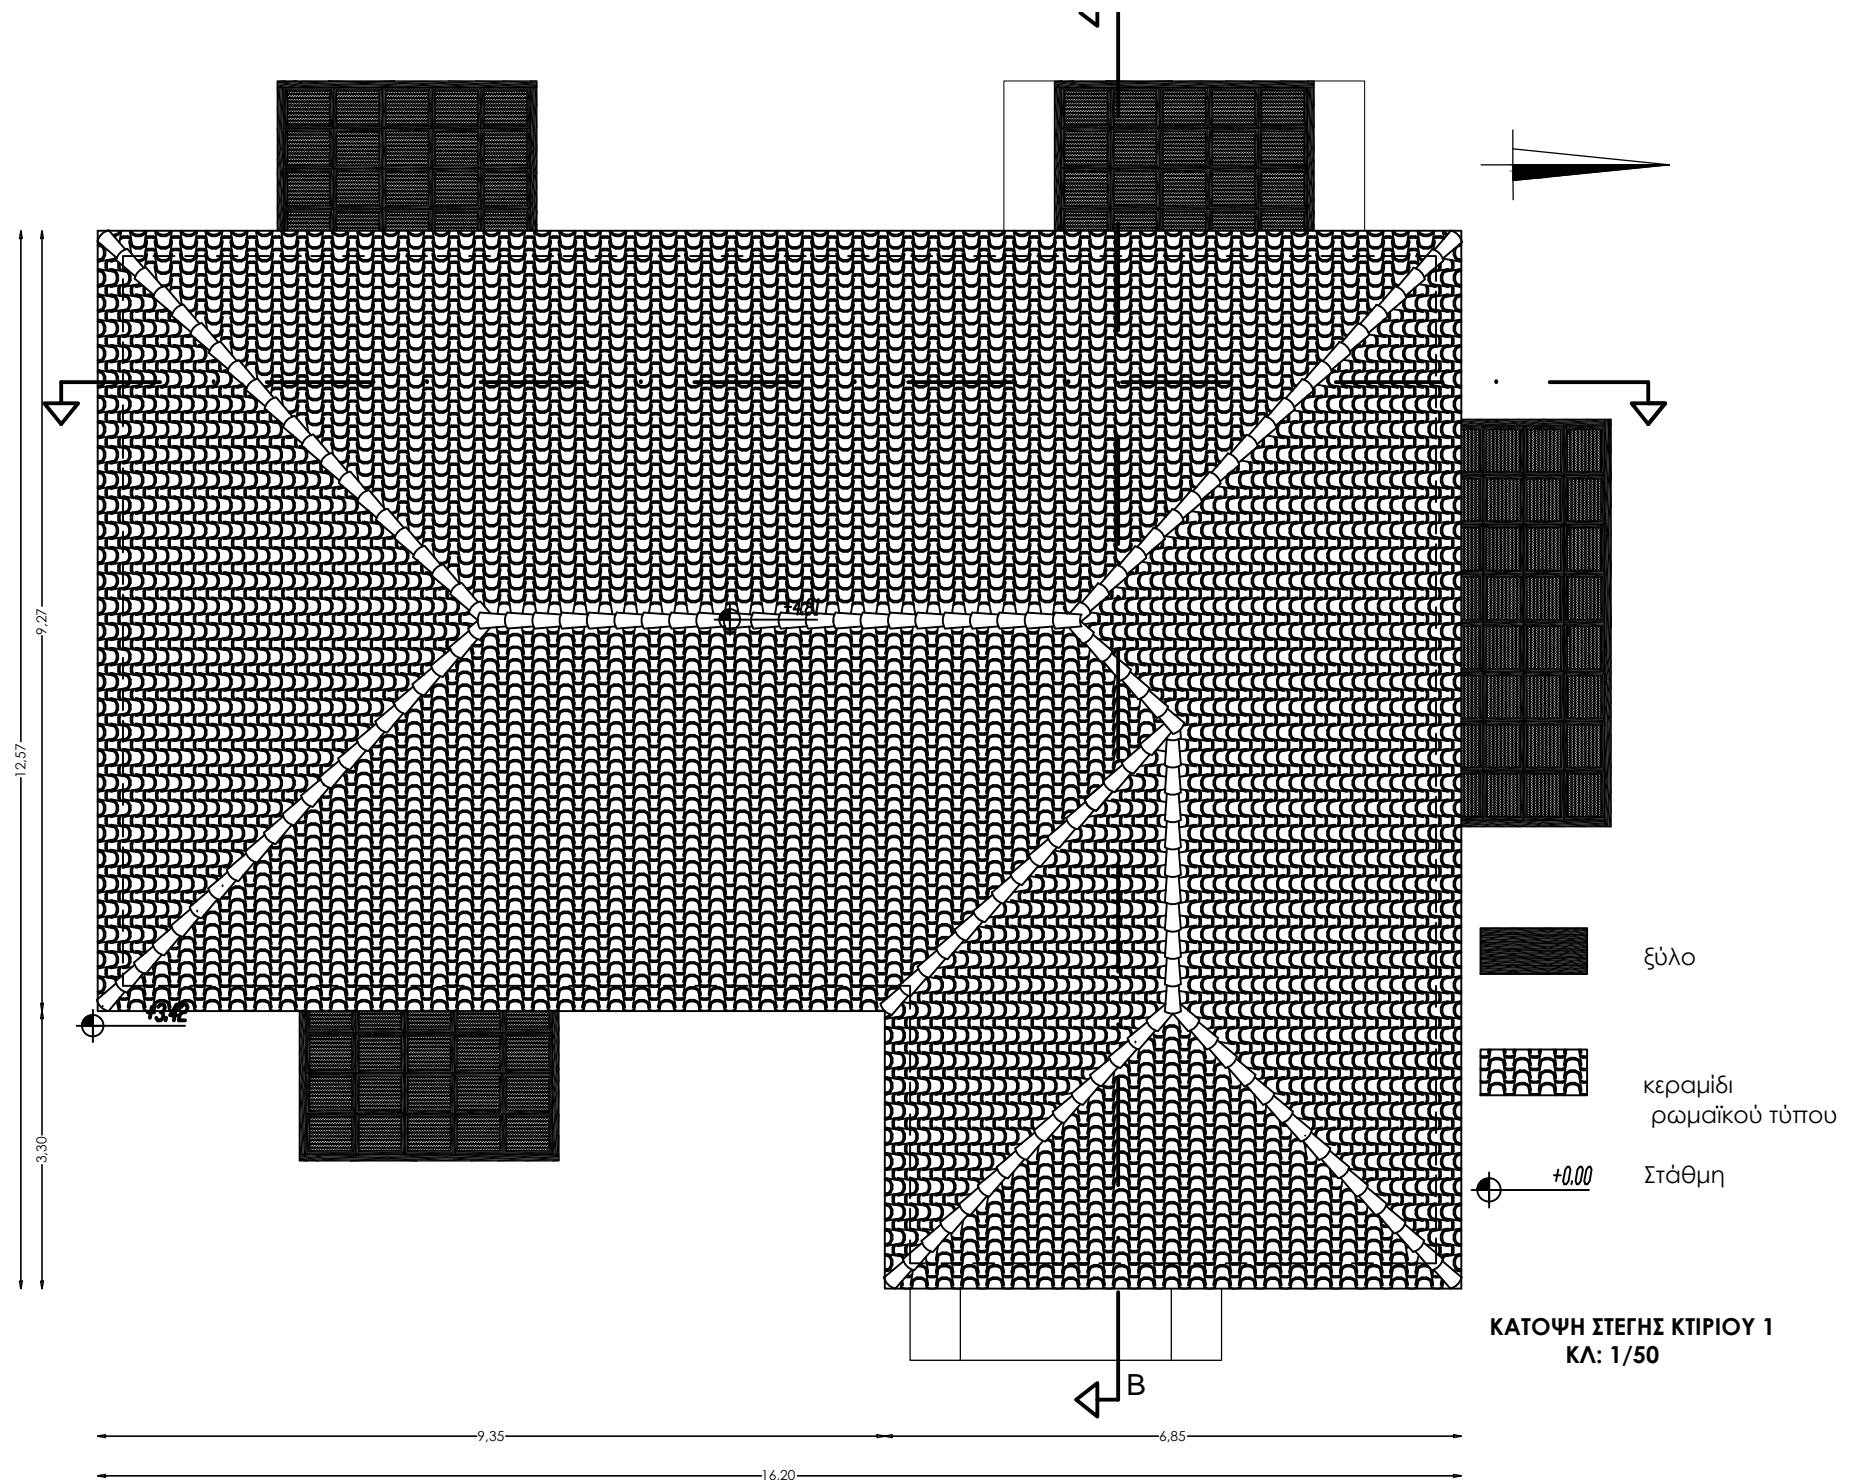 +4.81
9,27
12,57
+3.42
3,30
ξύλο
κεραμίδι
ρωμαϊκού τύπου
+0.00
Στάθμη
ΚΑΤΟΨΗ ΣΤΕΓΗΣ ΚΤΙΡΙΟΥ 1
ΚΛ: 1/50
B
9,35
6,85
16,20